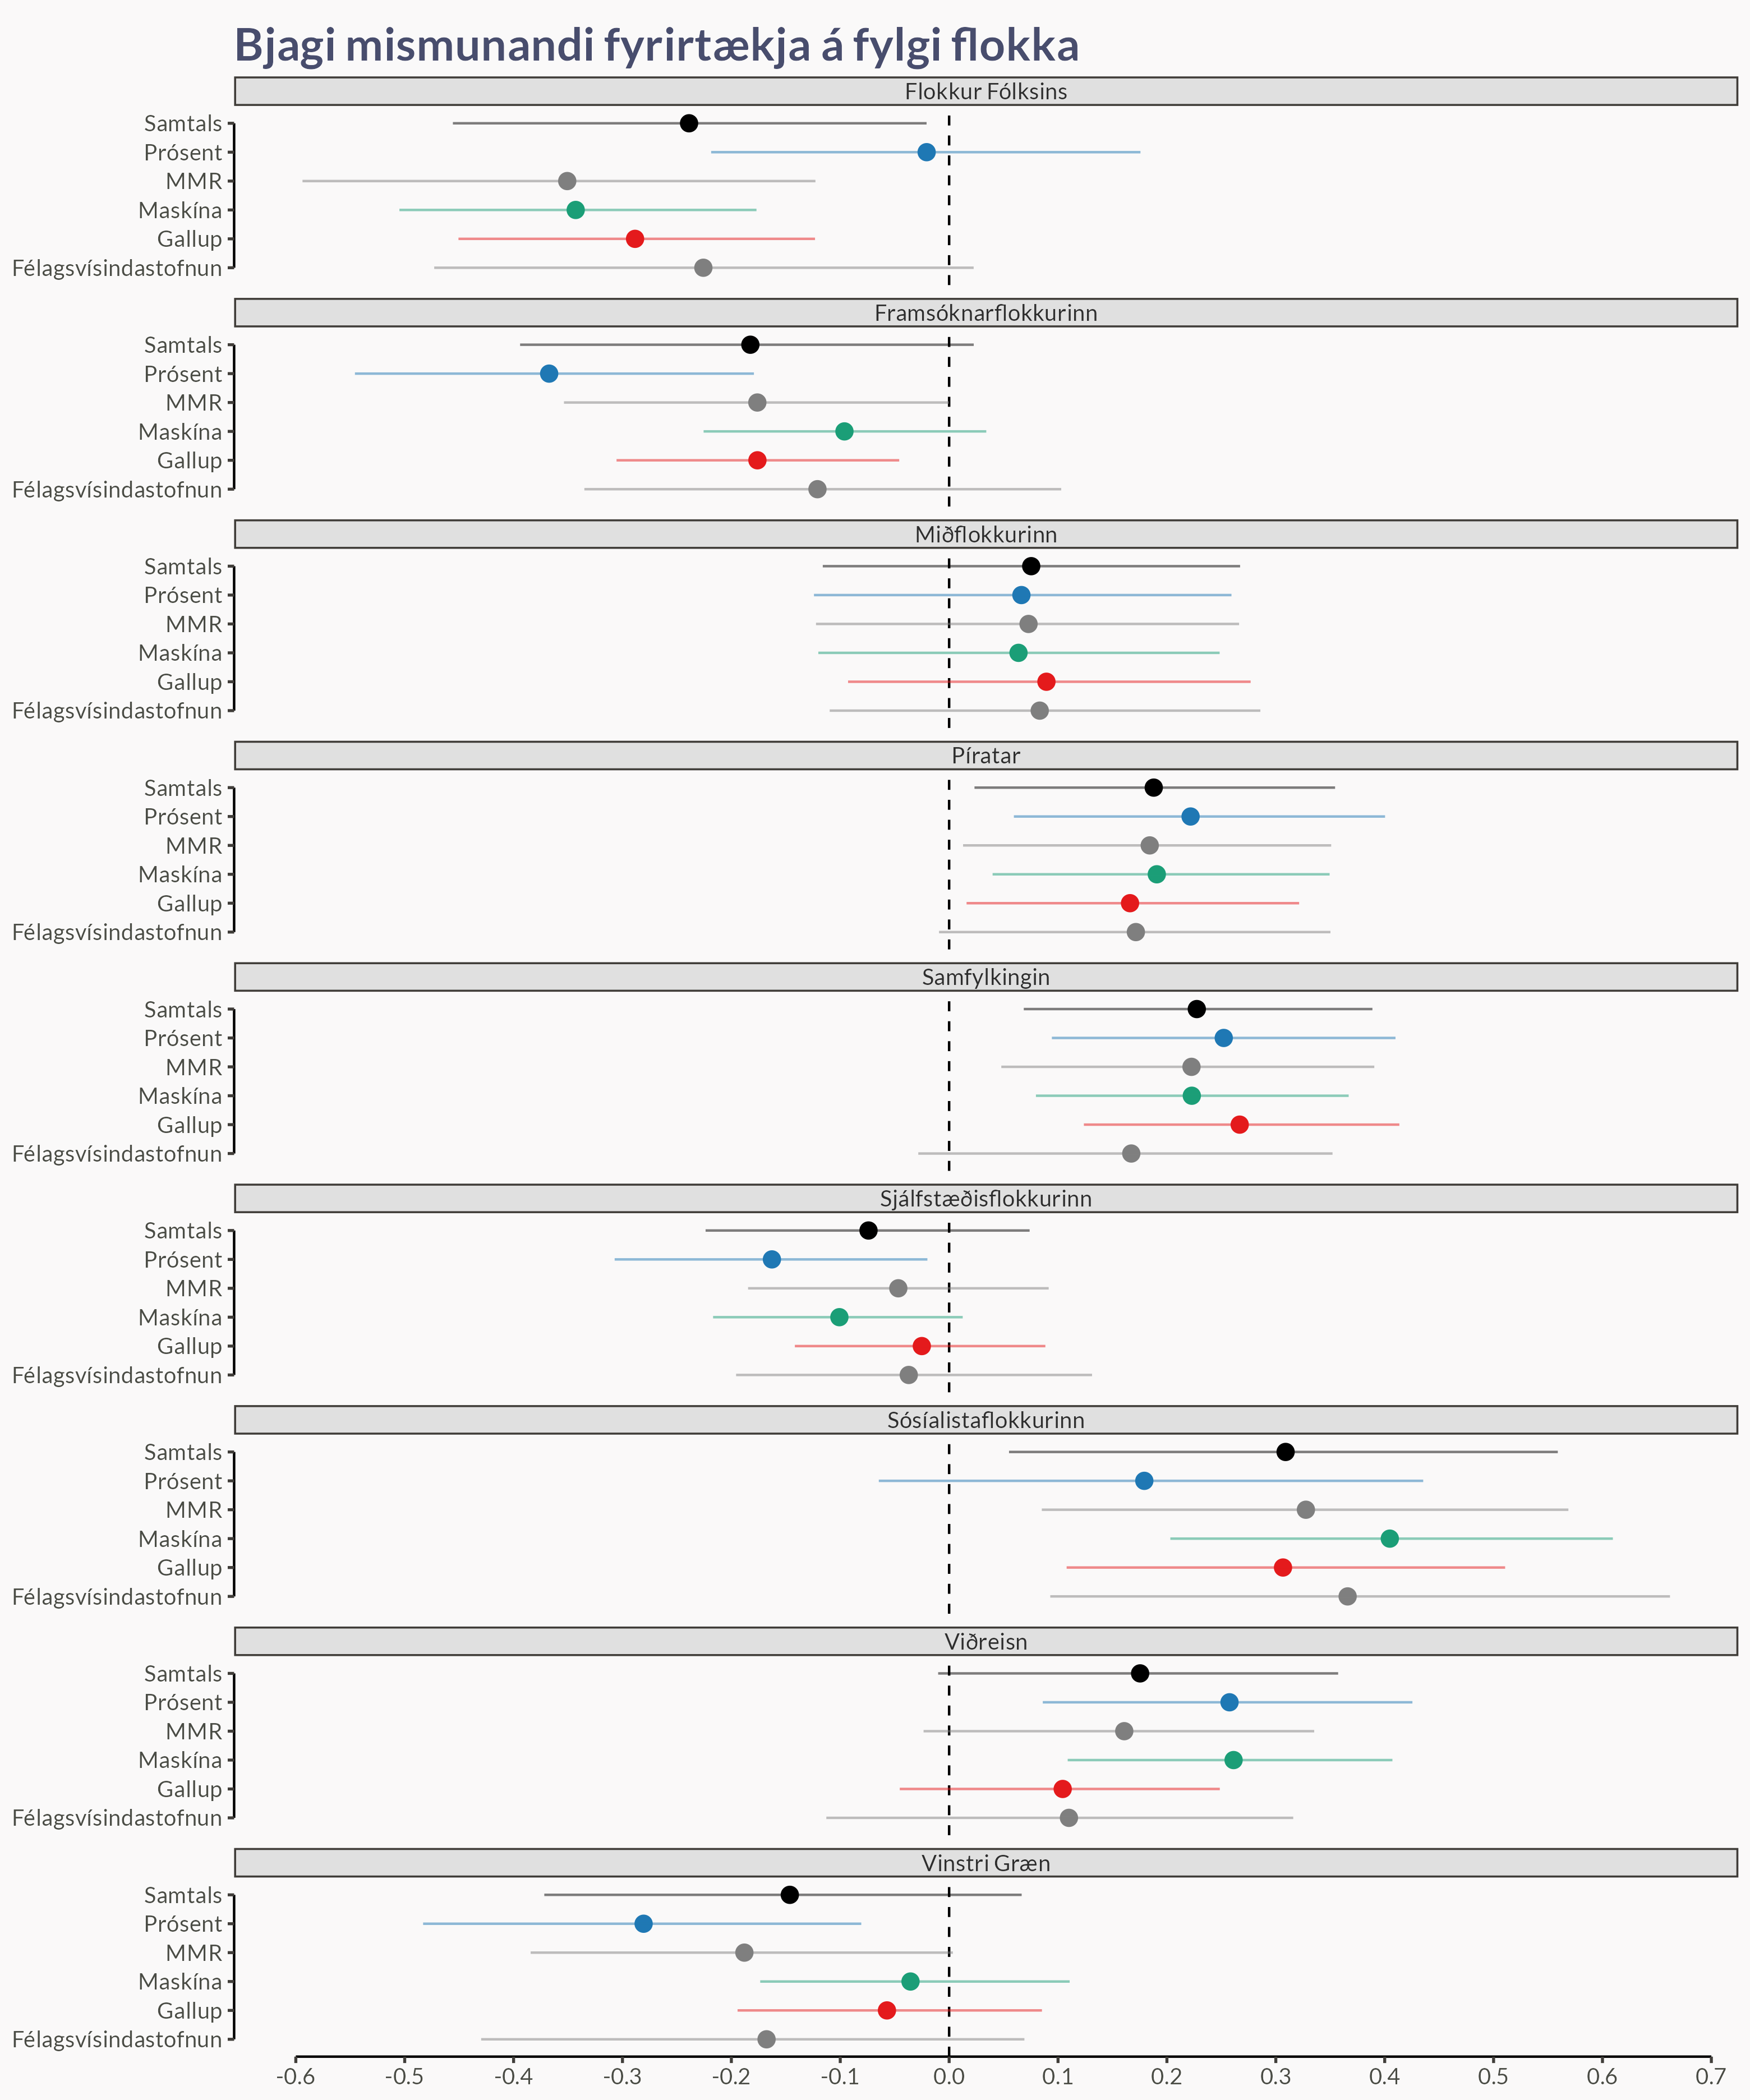 Bjagi mismunandi fyrirtækja á fylgi flokka
Flokkur Fólksins
Samtals
Prósent
MMR
Maskína
Gallup
Félagsvísindastofnun
Framsóknarflokkurinn
Samtals
Prósent
MMR
Maskína
Gallup
Félagsvísindastofnun
Miðflokkurinn
Samtals
Prósent
MMR
Maskína
Gallup
Félagsvísindastofnun
Píratar
Samtals
Prósent
MMR
Maskína
Gallup
Félagsvísindastofnun
Samfylkingin
Samtals
Prósent
MMR
Maskína
Gallup
Félagsvísindastofnun
Sjálfstæðisflokkurinn
Samtals
Prósent
MMR
Maskína
Gallup
Félagsvísindastofnun
Sósíalistaflokkurinn
Samtals
Prósent
MMR
Maskína
Gallup
Félagsvísindastofnun
Viðreisn
Samtals
Prósent
MMR
Maskína
Gallup
Félagsvísindastofnun
Vinstri Græn
Samtals
Prósent
MMR
Maskína
Gallup
Félagsvísindastofnun
-0.6 -0.5 -0.4 -0.3 -0.2 -0.1 0.0 0.1 0.2 0.3 0.4 0.5 0.6 0.7